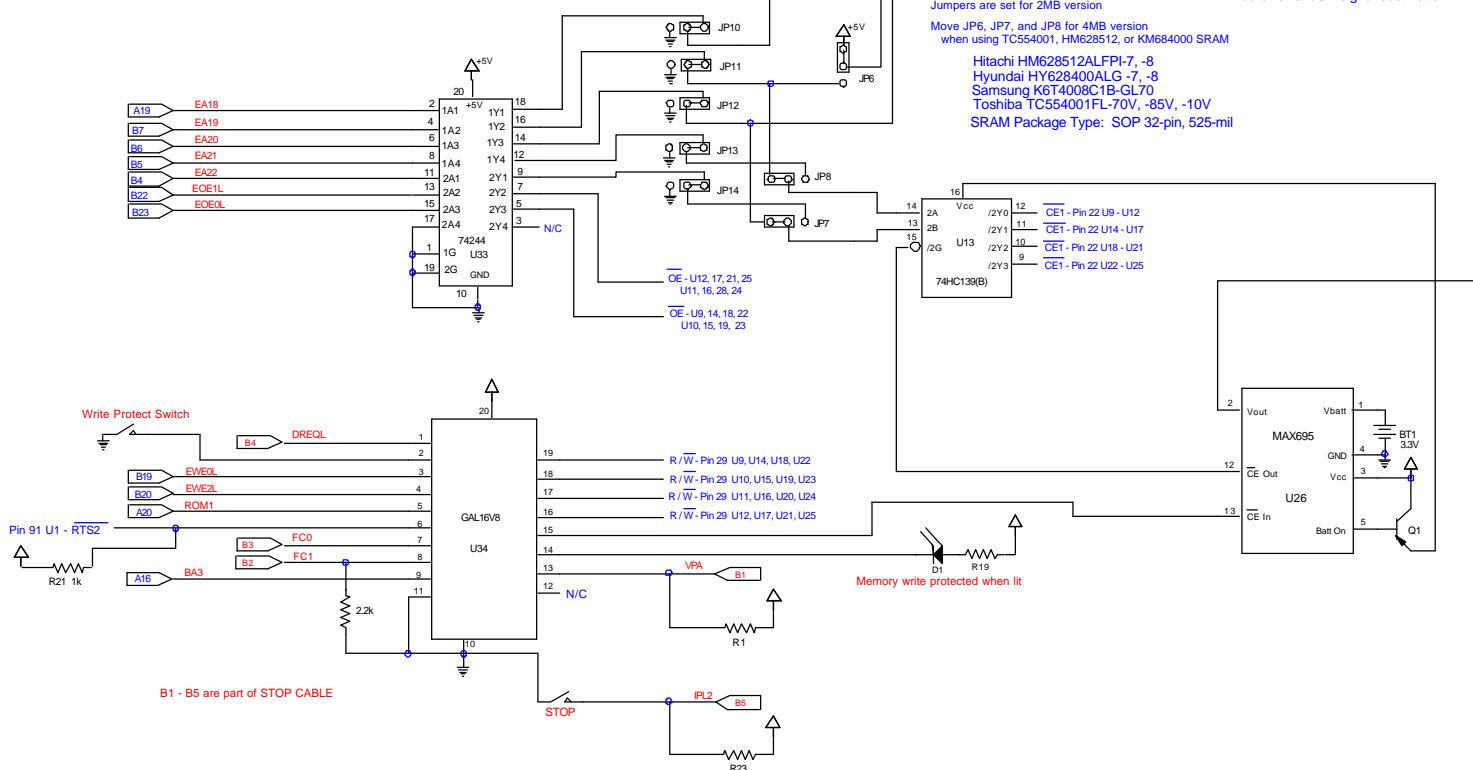 Jumpers are set for 2MB version
Move JP6, JP7, and JP8 for 4MB version
when using TC554001, HM628512, or KM684000 SRAM
Hitachi HM628512ALFPI-7, -8
Hyundai HY628400ALG -7, -8
Samsung K6T4008C1B-GL70
Toshiba TC554001FL-70V, -85V, -10V
SRAM Package Type: SOP 32-pin, 525-mil
JP10
JP11
JP12
JP13
JP14
+5V
JP6
JP8
JP7
+5V
20
+5V
A19 EA18 2 1A1 1Y1 18
B7 EA19 4 1A2 1Y2 16
B6 EA20 6 1A3 1Y3 14
B5 EA21 8 1A4 1Y4 12
B4 EA22 11 2A1 2Y1 9
B22 EOE1L 13 2A2 2Y2 7
B23 EOE0L 15 2A3 2Y3 5
17 2A4 2Y4 3 N/C
74244
1 1G U33
19 2G GND
10
OE - U12, 17, 21, 25
U11, 16, 28, 24
OE - U9, 14, 18, 22
U10, 15, 19, 23
16
Vcc
14 2A /2Y0 12 CE1 - Pin 22 U9 - U12
13 2B /2Y1 11 CE1 - Pin 22 U14 - U17
15 /2G U13 /2Y2 10 CE1 - Pin 22 U18 - U21
/2Y3 9 CE1 - Pin 22 U22 - U25
74HC139(B)
Write Protect Switch
20
B4 DREQL 1
2
B19 EWE0L 3
B20 EWE2L 4
A20 ROM1 5
Pin 91 U1 - RTS2 6
B3 FC0 7
B2 FC1 8
A16 BA3 9
11
R21 1k
2.2k
GAL16V8
U34
10
19 R / W - Pin 29 U9, U14, U18, U22
18 R / W - Pin 29 U10, U15, U19, U23
17 R / W - Pin 29 U11, U16, U20, U24
16 R / W - Pin 29 U12, U17, U21, U25
15
14
13 VPA B1
12 N/C
D1
R19
Memory write protected when lit
R1
B1 - B5 are part of STOP CABLE
STOP
IPL2 B5
R23
2 Vout Vbatt 1
MAX695
BT1
3.3V
GND 4
12 CE Out Vcc 3
U26
13 CE In
Batt On 5
Q1